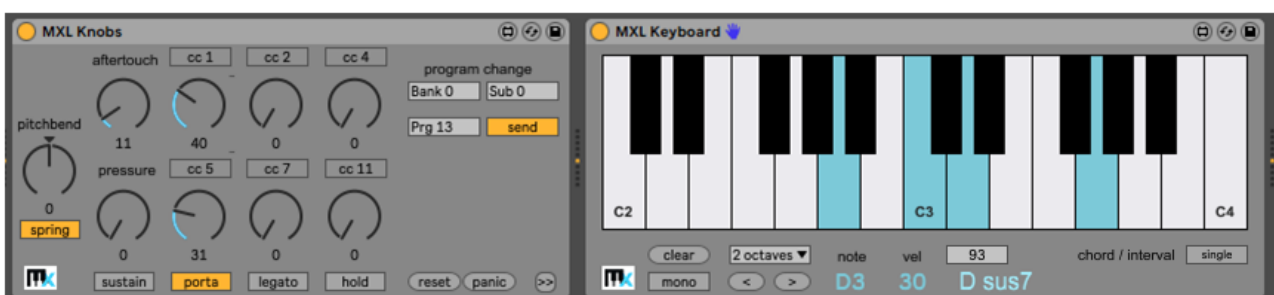 MXL Knobs
aftertouch cc 1 cc 2 cc 4
11 40 0 0
pitchbend
0
spring
pressure cc 5 cc 7 cc 11
0 31 0 0
sustain porta legato hold reset panic >>
program change
Bank 0 Sub 0
Prg 13 send
MXL Keyboard
C2 C3 C4
clear 2 octaves note vel 93 chord / interval single
mono < > D3 30 D sus7